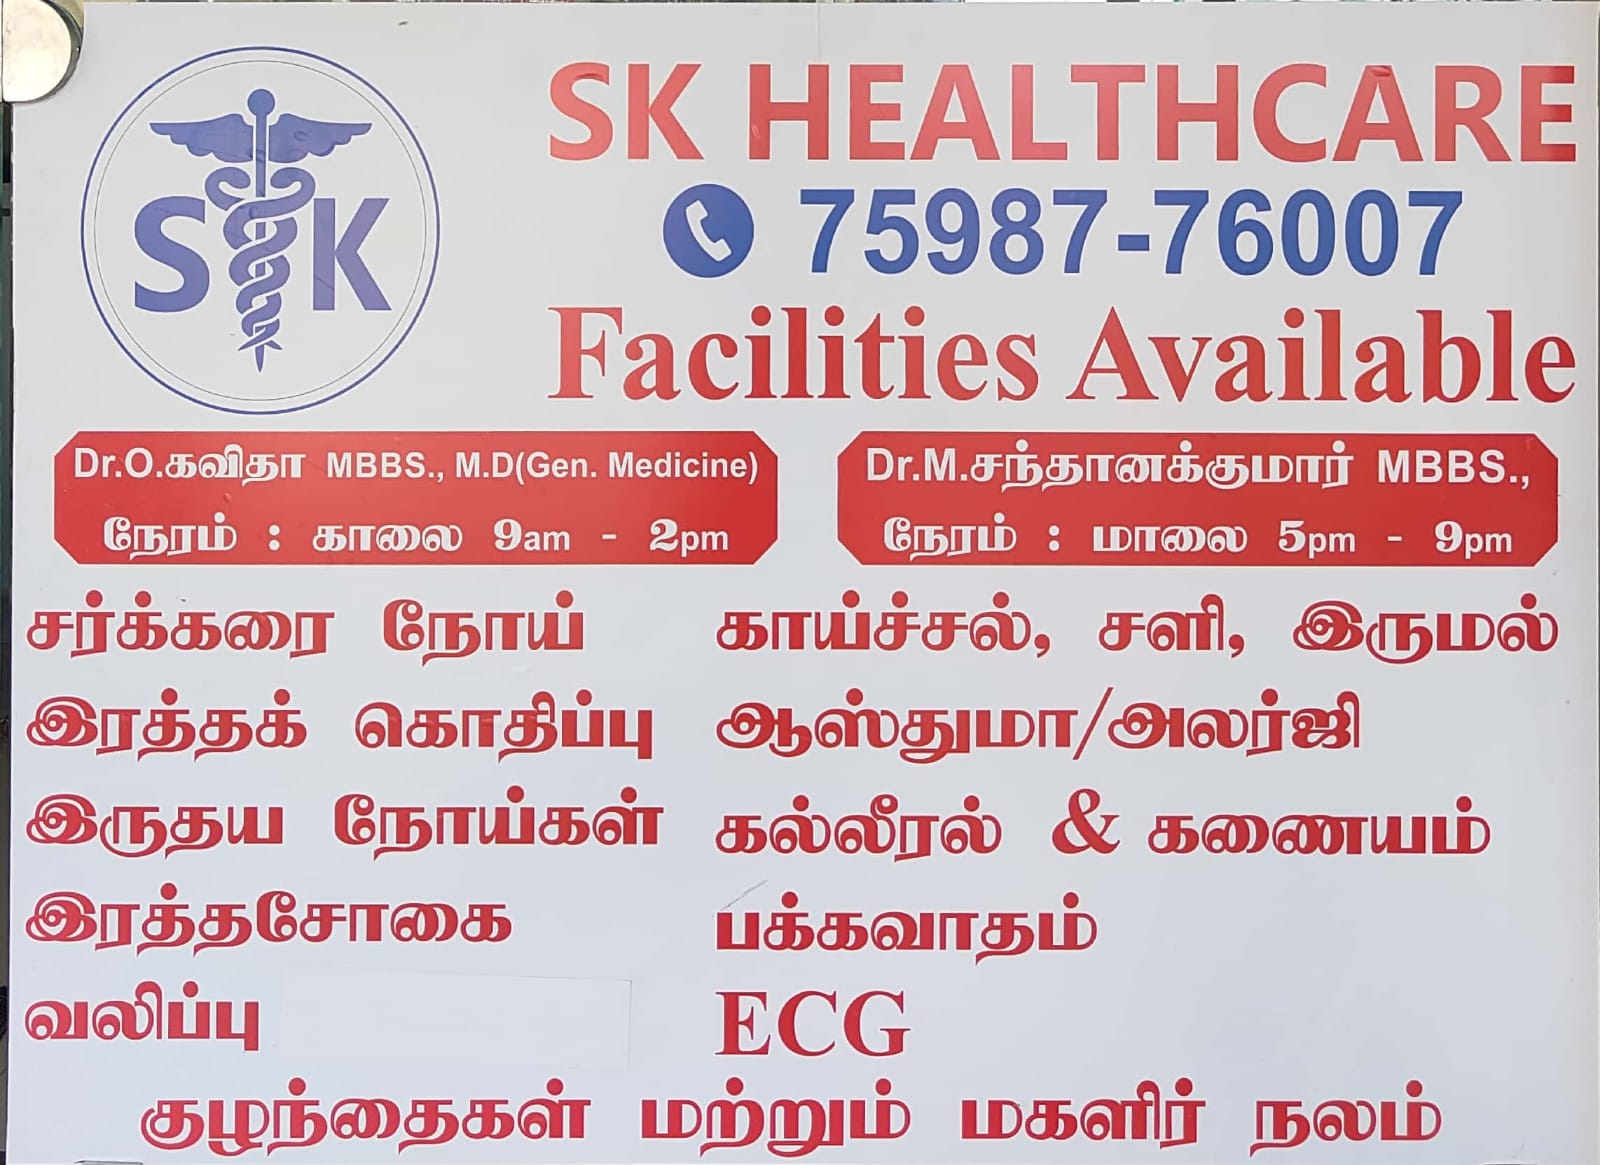 S K
SK HEALTHCARE
75987-76007
Facilities Available
Dr.O.கவிதா MBBS., M.D(Gen. Medicine)
நேரம் : காலை 9am - 2pm
Dr.M.சந்தானக்குமார் MBBS.,
நேரம் : மாலை 5pm - 9pm
சர்க்கரை நோய்
இரத்தக் கொதிப்பு
இருதய நோய்கள்
இரத்தசோகை
வலிப்பு
காய்ச்சல், சளி, இருமல்
ஆஸ்துமா/அலர்ஜி
கல்லீரல் & கணையம்
பக்கவாதம்
ECG
குழந்தைகள் மற்றும் மகளிர் நலம்